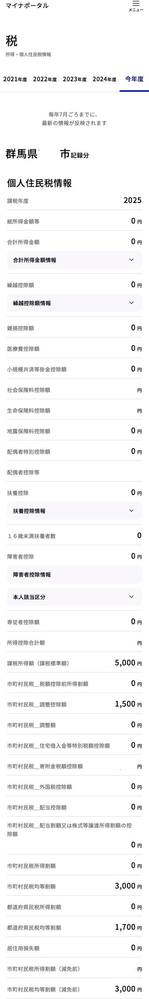 マイナポータル
メニュー
税
所得・個人住民税情報
2021年度 2022年度 2023年度 2024年度 今年度
毎年7月ごろまでに、
最新の情報が反映されます
群馬県 市記録分
個人住民税情報
課税年度 2025
総所得金額等 0 円
合計所得金額 0 円
合計所得金額情報
繰越控除額 0 円
繰越控除額情報
雑損控除額 0 円
医療費控除額 0 円
小規模共済等掛金控除額 0 円
社会保険料控除額 円
生命保険料控除額 円
地震保険料控除額 0 円
配偶者特別控除額 0 円
配偶者控除等
扶養控除 0 円
扶養控除情報
１６歳未満扶養者数 0
障害者控除 0 円
障害者控除情報
本人該当区分
専従者控除額 0 円
所得控除合計額 円
課税所得額（課税標準額） 5,000 円
市町村民税__税額控除前所得割額 0 円
市町村民税__調整控除額 1,500 円
市町村民税__調整額 0 円
市町村民税__住宅借入金等特別税額控除額 0 円
市町村民税__寄附金税額控除額 円
市町村民税__外国税控除額 0 円
市町村民税__配当控除額 0 円
市町村民税__配当割額又は株式等譲渡所得割額の控
除額
0 円
市町村民税所得割額 0 円
市町村民税均等割額 3,000 円
都道府県民税所得割額 0 円
都道府県民税均等割額 1,700 円
居住用損失額 0 円
市町村民税所得割額（減免前） 円
市町村民税均等割額（減免前） 3,000 円